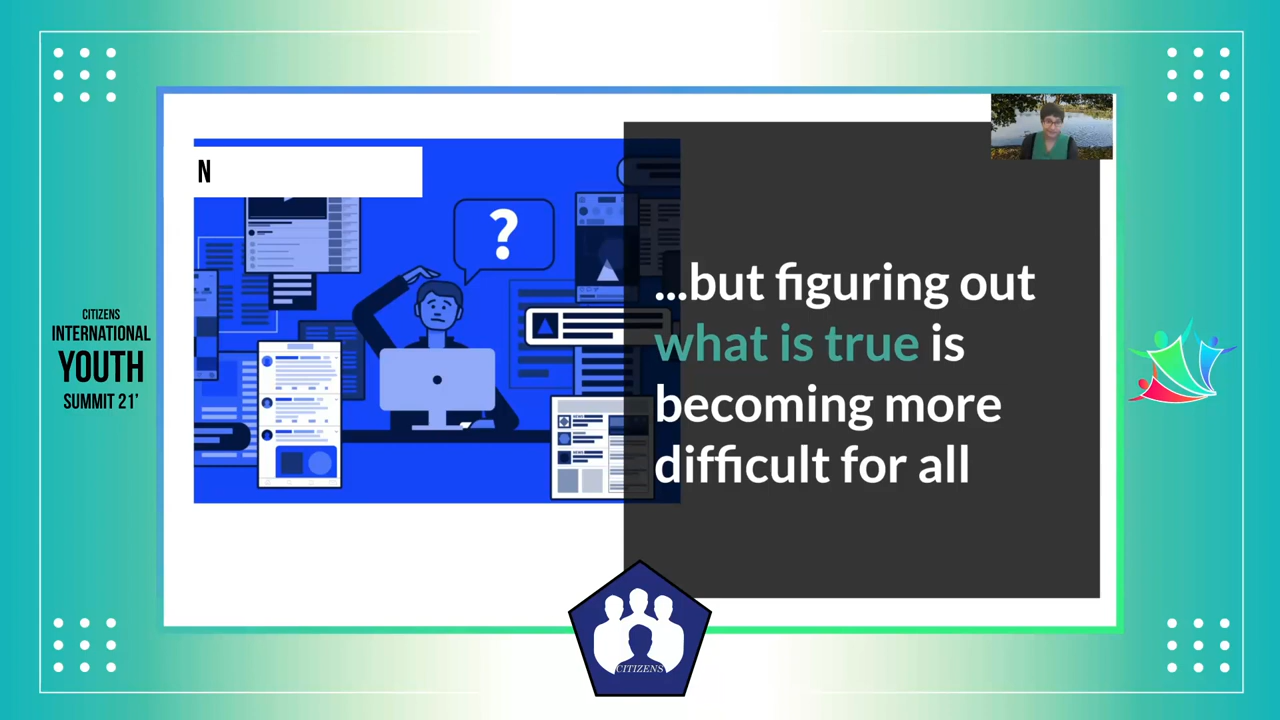 CITIZENS
INTERNATIONAL
YOUTH
SUMMIT 21’
N
?
...but figuring out
what is true is
becoming more
difficult for all
CITIZENS